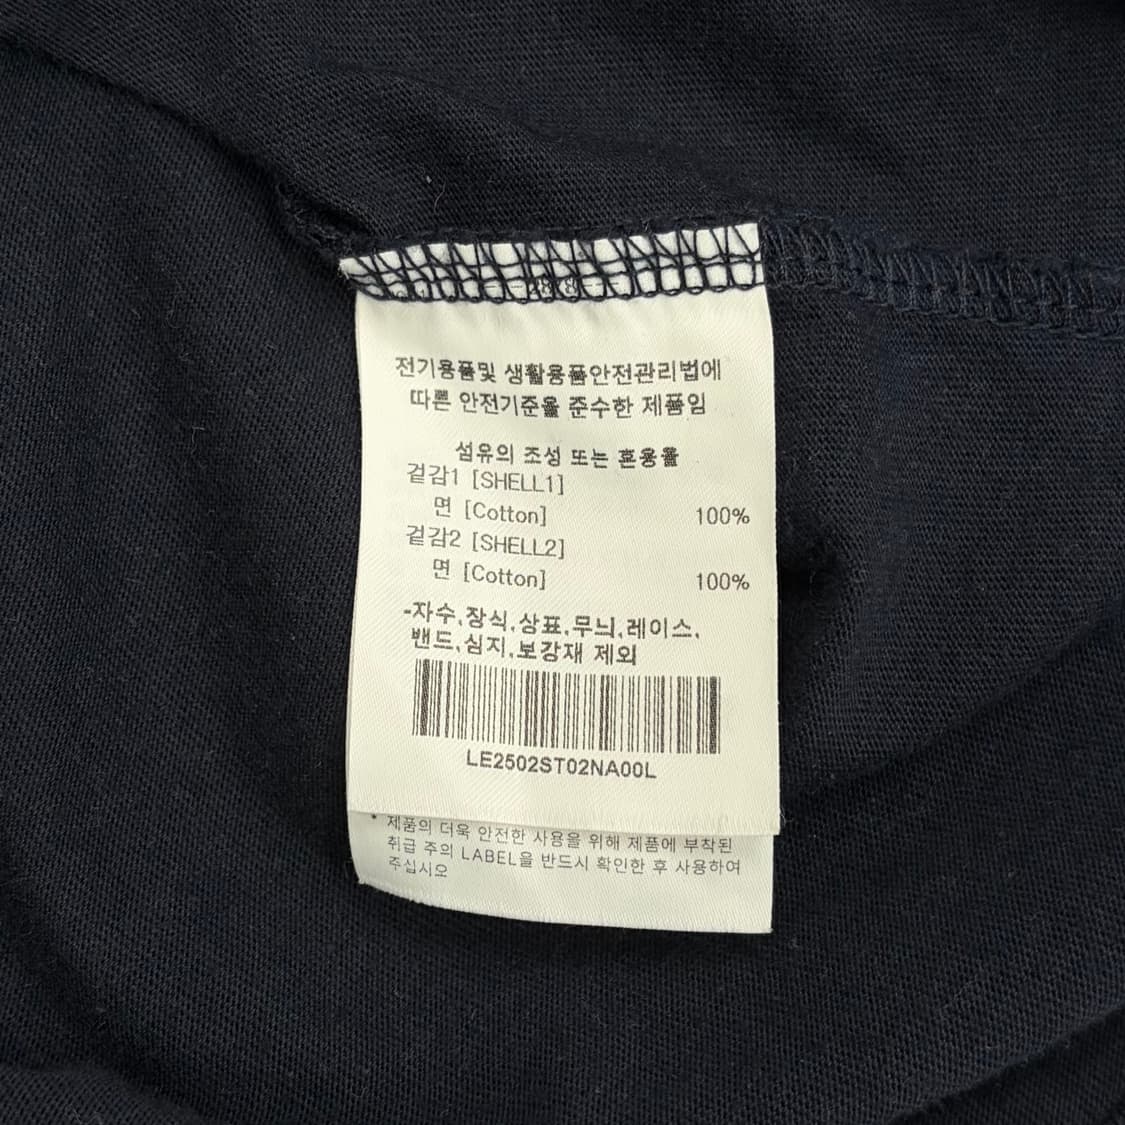 전기용품및 생활용품안전관리법에
따른 안전기준을 준수한 제품임
섬유의 조성 또는 혼용율
겉감1 [SHELL1]
면 [Cotton] 100%
겉감2 [SHELL2]
면 [Cotton] 100%
-자수,장식,상표,무늬,레이스,
밴드,심지,보강재 제외
LE2502ST02NA00L
* 제품의 더욱 안전한 사용을 위해 제품에 부착된
취급 주의 LABEL을 반드시 확인한 후 사용하여
주십시오